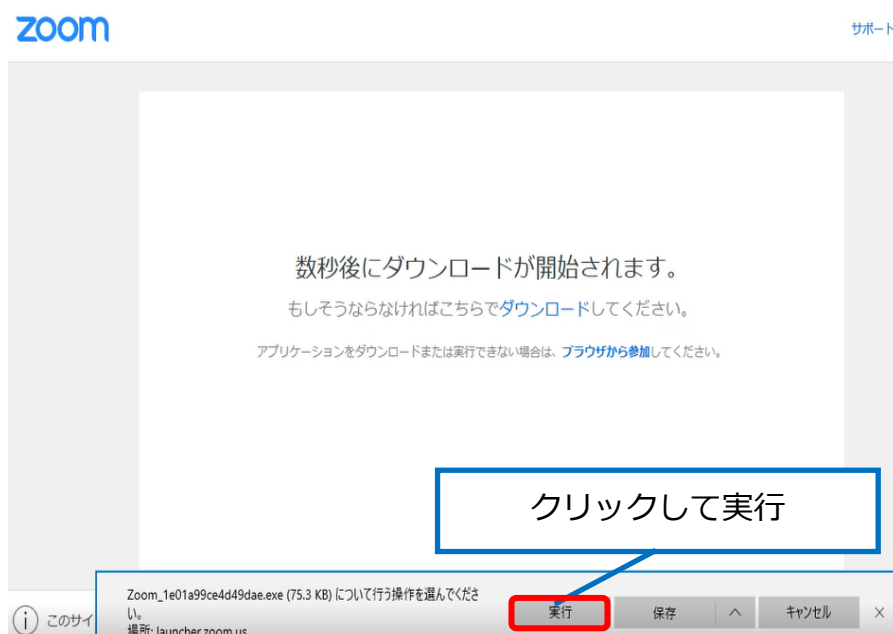 zoom
サポート
数秒後にダウンロードが開始されます。
もしそうならなければこちらでダウンロードしてください。
アプリケーションをダウンロードまたは実行できない場合は、ブラウザから参加してください。
クリックして実行
Zoom_1e01a99ce4d49dae.exe (75.3 KB) について行う操作を選んでくださ
い。
場所: launcher.zoom.us
実行
保存
キャンセル
このサイ